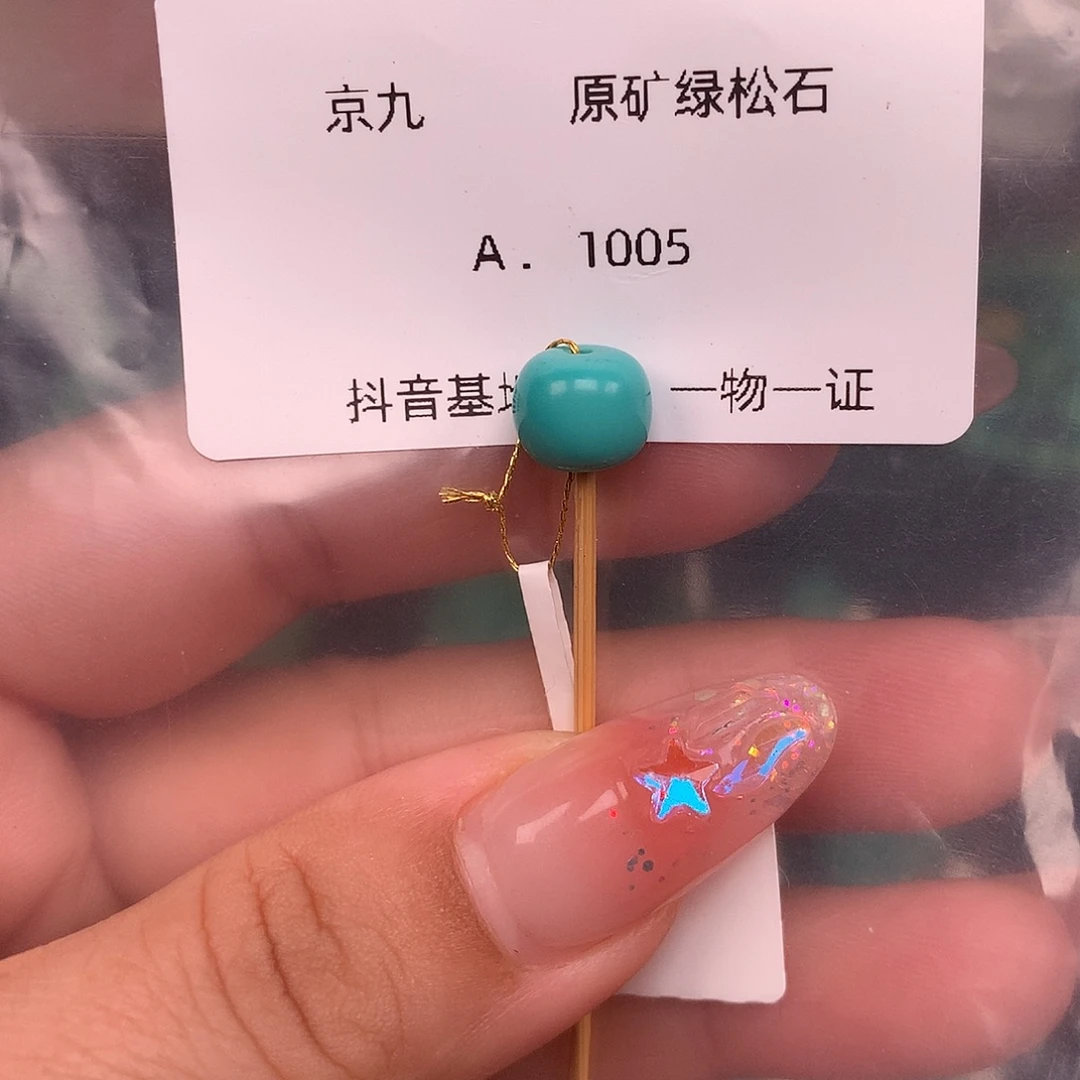 京九 原矿绿松石
A. 1005
抖音基 一物一证